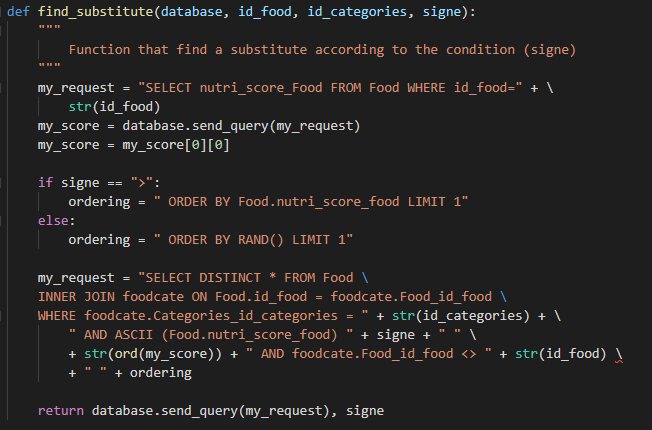 def find_substitute(database, id_food, id_categories, signe):
    """
        Function that find a substitute according to the condition (signe)
    """
    my_request = "SELECT nutri_score_Food FROM Food WHERE id_food=" + \
        str(id_food)
    my_score = database.send_query(my_request)
    my_score = my_score[0][0]

    if signe == ">":
        ordering = " ORDER BY Food.nutri_score_food LIMIT 1"
    else:
        ordering = " ORDER BY RAND() LIMIT 1"

    my_request = "SELECT DISTINCT * FROM Food \
    INNER JOIN foodcate ON Food.id_food = foodcate.Food_id_food \
    WHERE foodcate.Categories_id_categories = " + str(id_categories) + \
        " AND ASCII (Food.nutri_score_food) " + signe + " " \
        + str(ord(my_score)) + " AND foodcate.Food_id_food <> " + str(id_food) \
        + " " + ordering

    return database.send_query(my_request), signe